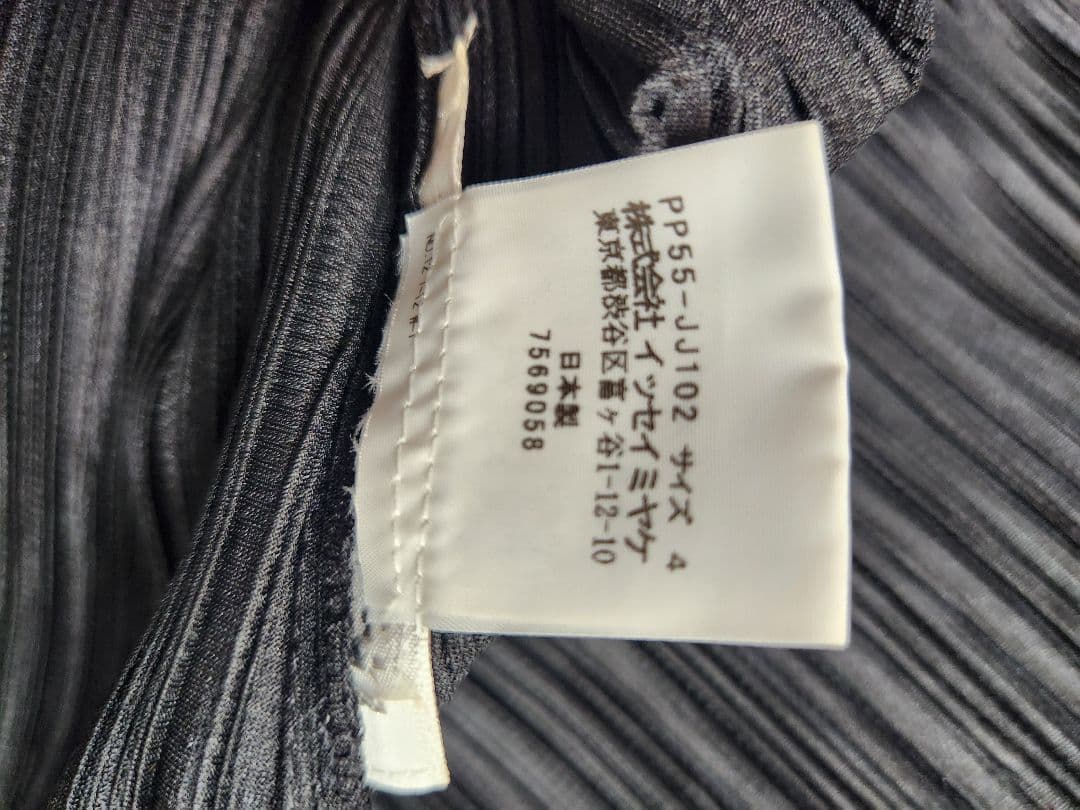 PP55-JJ102 サイズ 4
株式会社 イッセイミヤケ
東京都渋谷区富ヶ谷1-12-10
日本製
7569058